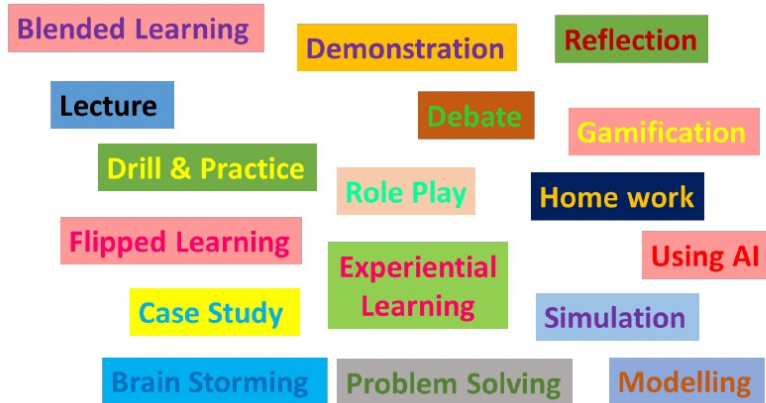 Blended Learning
Demonstration
Reflection
Lecture
Debate
Gamification
Drill & Practice
Role Play
Home work
Flipped Learning
Experiential
Learning
Using AI
Case Study
Simulation
Brain Storming
Problem Solving
Modelling